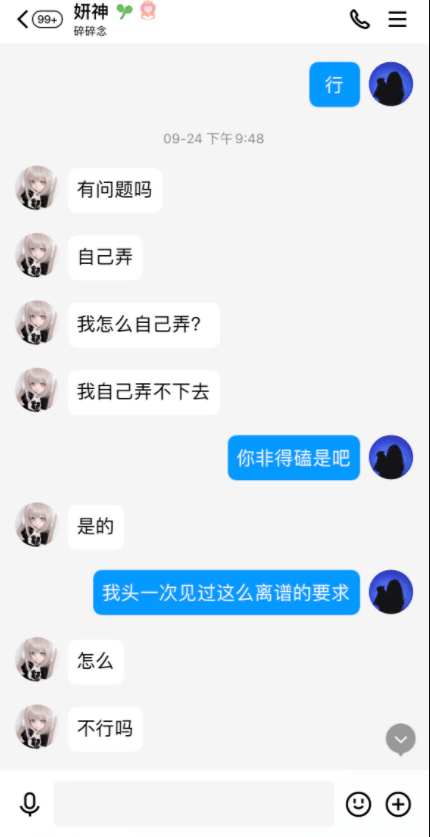 99+
妍神
碎碎念
行
09-24 下午9:48
有问题吗
自己弄
我怎么自己弄？
我自己弄不下去
你非得磕是吧
是的
我头一次见过这么离谱的要求
怎么
不行吗